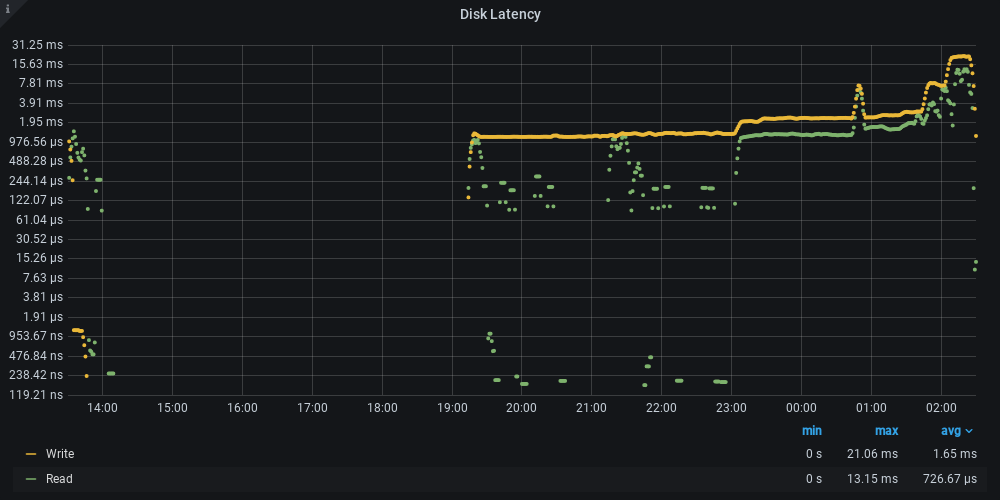 i
Disk Latency
31.25 ms
15.63 ms
7.81 ms
3.91 ms
1.95 ms
976.56 μs
488.28 μs
244.14 μs
122.07 μs
61.04 μs
30.52 μs
15.26 μs
7.63 μs
3.81 μs
1.91 μs
953.67 ns
476.84 ns
238.42 ns
119.21 ns
14:00 15:00 16:00 17:00 18:00 19:00 20:00 21:00 22:00 23:00 00:00 01:00 02:00
min max avg
Write 0 s 21.06 ms 1.65 ms
Read 0 s 13.15 ms 726.67 μs